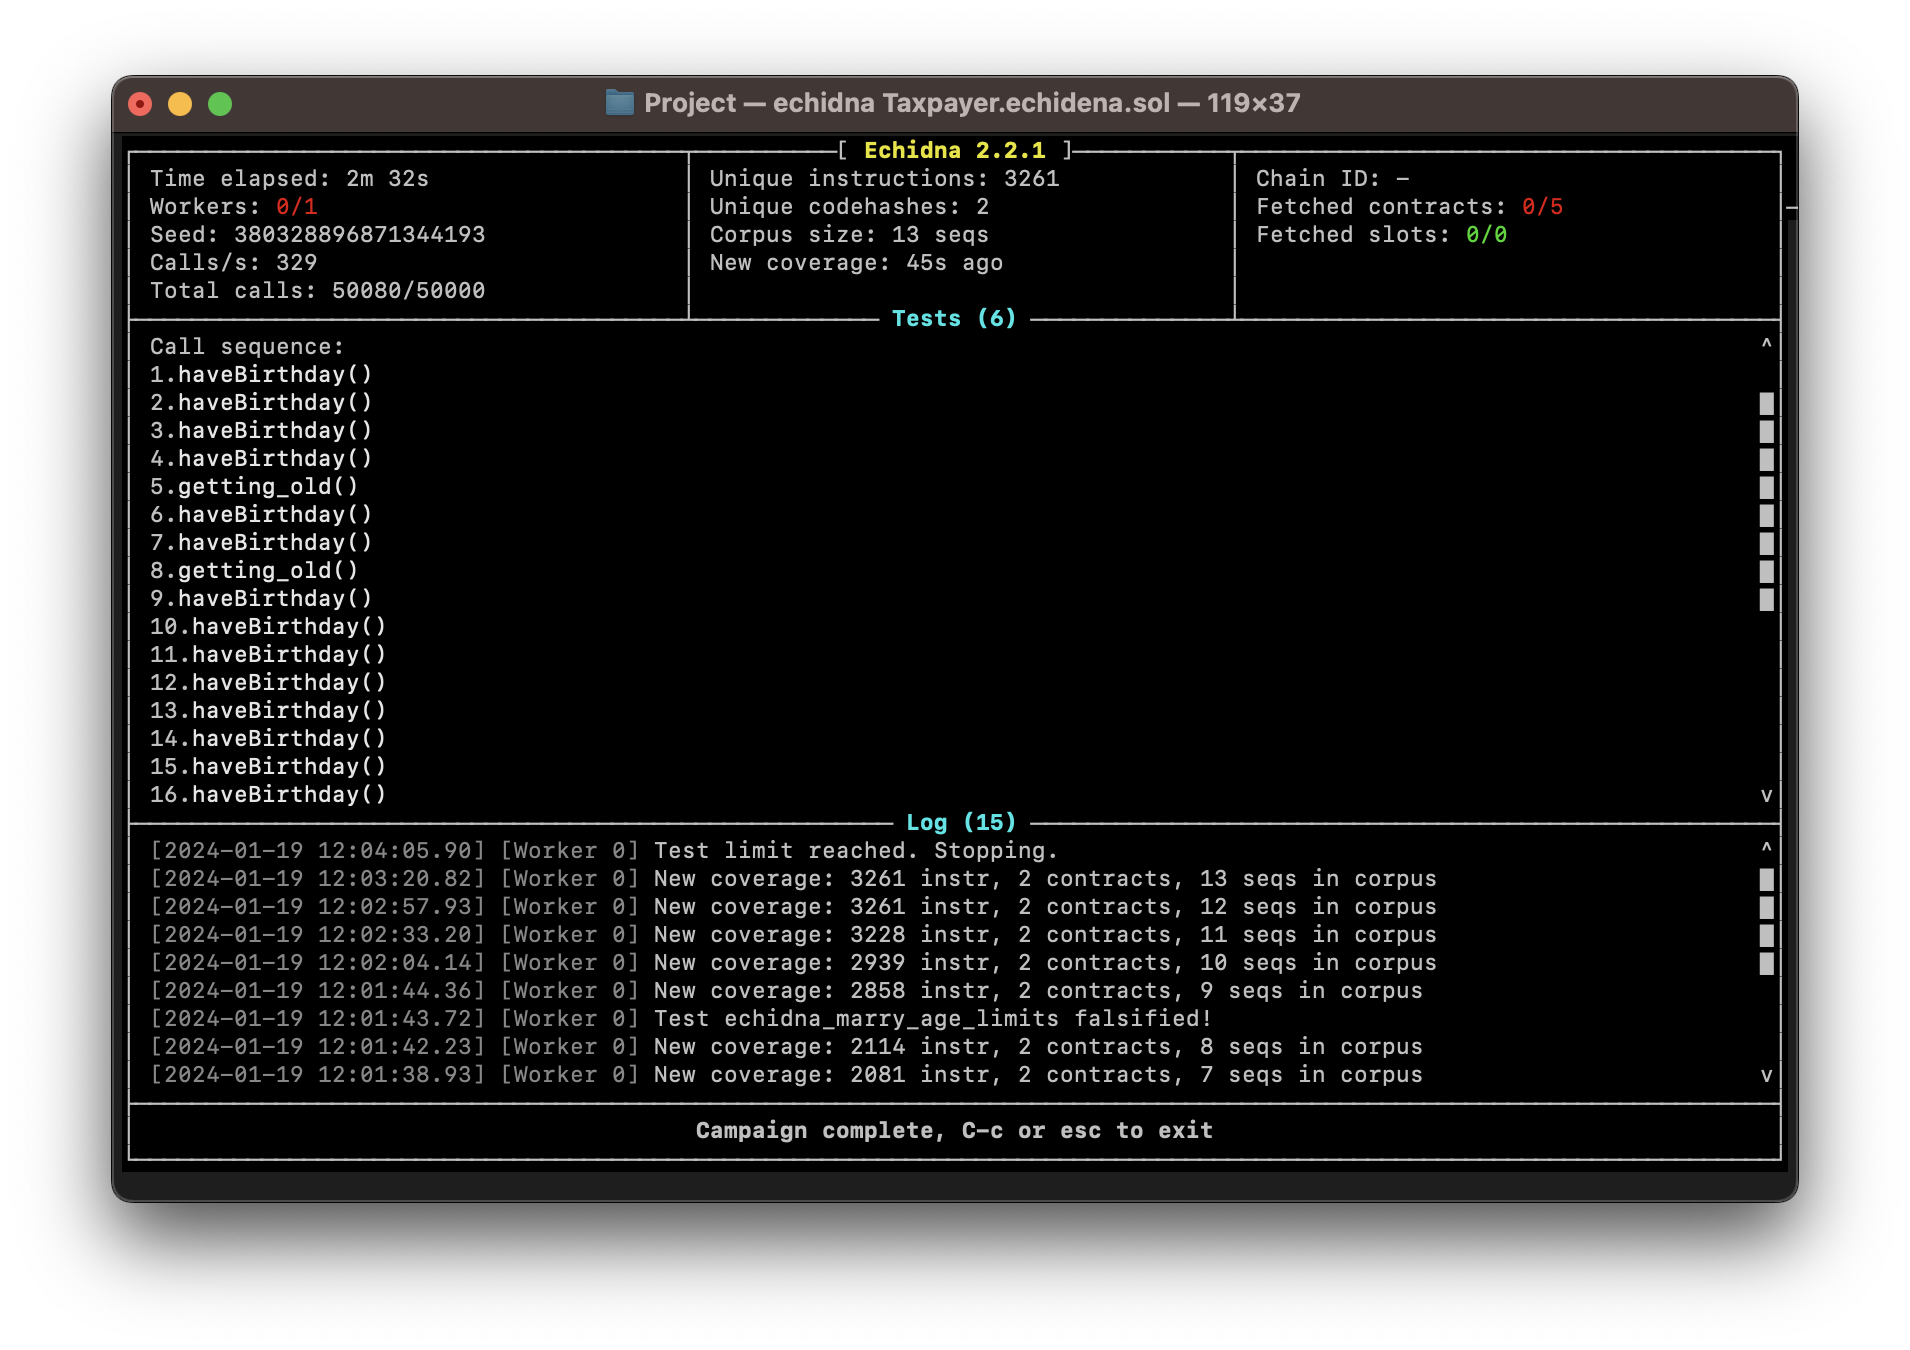 Project — echidna Taxpayer.echidena.sol — 119×37
[ Echidna 2.2.1 ]
Time elapsed: 2m 32s
Workers: 0/1
Seed: 380328896871344193
Calls/s: 329
Total calls: 50080/50000
Unique instructions: 3261
Unique codehashes: 2
Corpus size: 13 seqs
New coverage: 45s ago
Chain ID: -
Fetched contracts: 0/5
Fetched slots: 0/0
Tests (6)
Call sequence:
1.haveBirthday()
2.haveBirthday()
3.haveBirthday()
4.haveBirthday()
5.getting_old()
6.haveBirthday()
7.haveBirthday()
8.getting_old()
9.haveBirthday()
10.haveBirthday()
11.haveBirthday()
12.haveBirthday()
13.haveBirthday()
14.haveBirthday()
15.haveBirthday()
16.haveBirthday()
Log (15)
[2024-01-19 12:04:05.90] [Worker 0] Test limit reached. Stopping.
[2024-01-19 12:03:20.82] [Worker 0] New coverage: 3261 instr, 2 contracts, 13 seqs in corpus
[2024-01-19 12:02:57.93] [Worker 0] New coverage: 3261 instr, 2 contracts, 12 seqs in corpus
[2024-01-19 12:02:33.20] [Worker 0] New coverage: 3228 instr, 2 contracts, 11 seqs in corpus
[2024-01-19 12:02:04.14] [Worker 0] New coverage: 2939 instr, 2 contracts, 10 seqs in corpus
[2024-01-19 12:01:44.36] [Worker 0] New coverage: 2858 instr, 2 contracts, 9 seqs in corpus
[2024-01-19 12:01:43.72] [Worker 0] Test echidna_marry_age_limits falsified!
[2024-01-19 12:01:42.23] [Worker 0] New coverage: 2114 instr, 2 contracts, 8 seqs in corpus
[2024-01-19 12:01:38.93] [Worker 0] New coverage: 2081 instr, 2 contracts, 7 seqs in corpus
Campaign complete, C-c or esc to exit